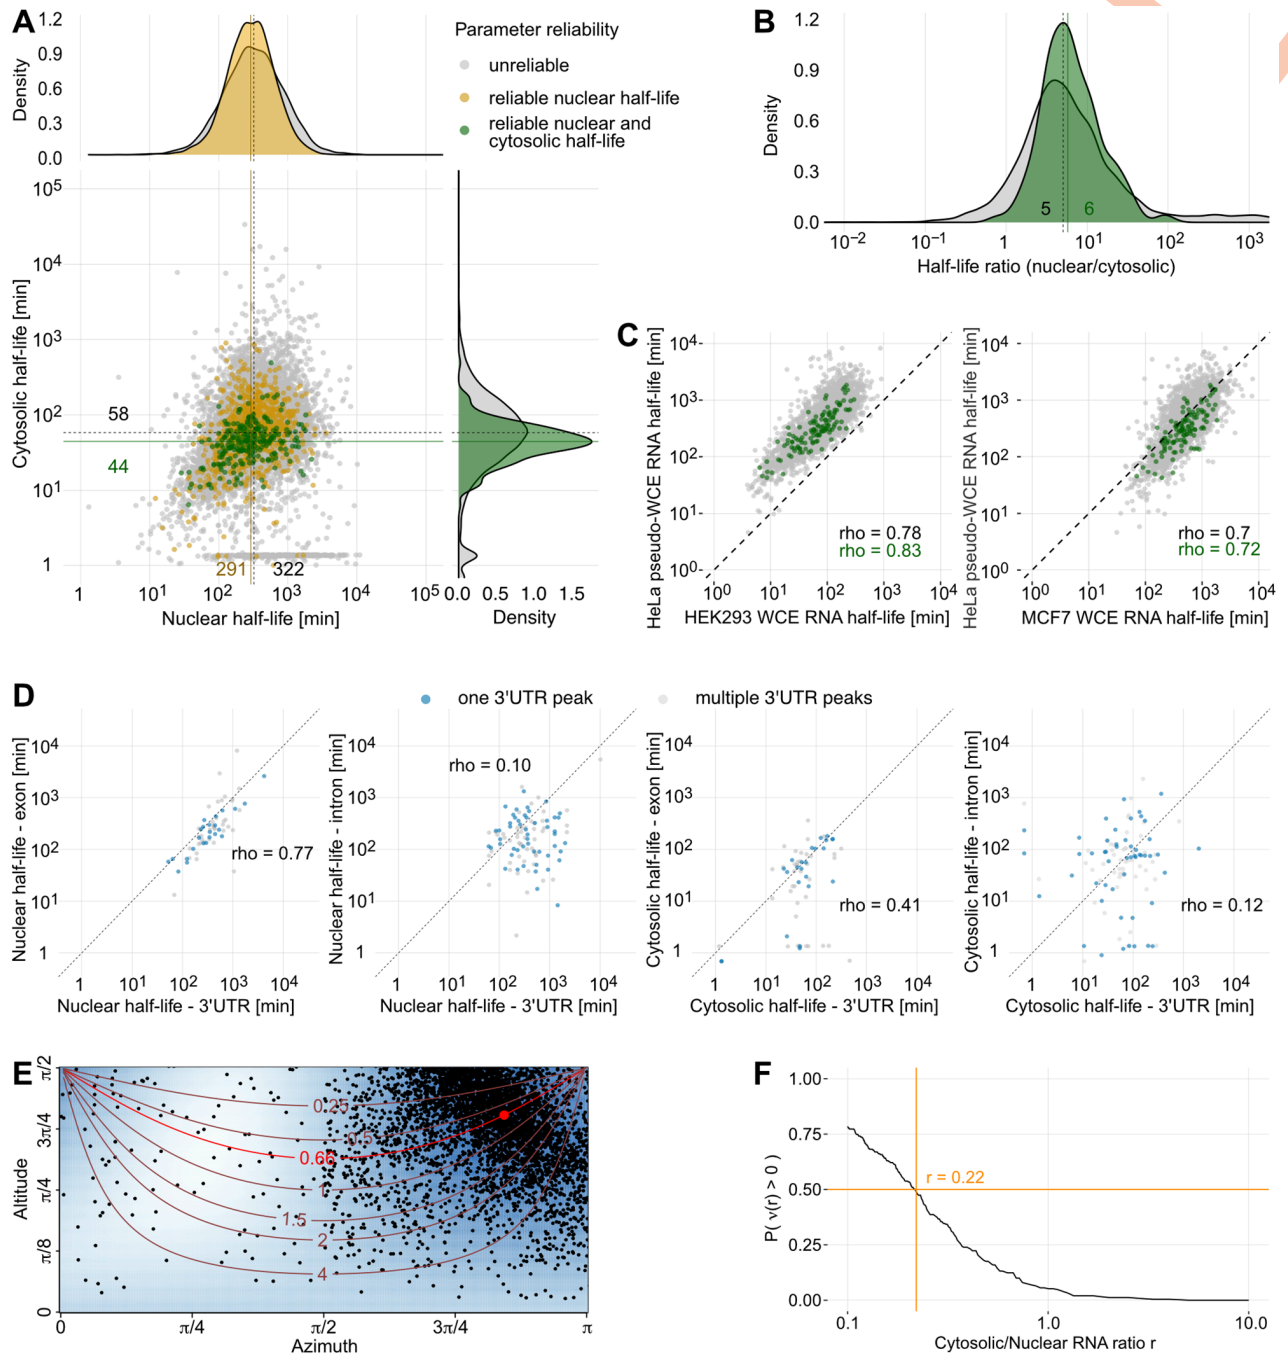 A
1.2
0.9
0.6
0.3
0.0
Density
1 10¹ 10² 10³ 10⁴ 10⁵
Parameter reliability
unreliable
reliable nuclear half-life
reliable nuclear and
cytosolic half-life
10⁵
10⁴
10³
10²
10¹
1
Cytosolic half-life [min]
58
44
291
322
1 10¹ 10² 10³ 10⁴ 10⁵
Nuclear half-life [min]
0.0 0.5 1.0 1.5
Density
B
1.2
0.9
0.6
0.3
0.0
Density
5
6
10⁻² 10⁻¹ 1 10¹ 10² 10³
Half-life ratio (nuclear/cytosolic)
C
HeLa pseudo-WCE RNA half-life [min]
10⁴
10³
10²
10¹
10⁰
rho = 0.78
rho = 0.83
10⁰ 10¹ 10² 10³ 10⁴
HEK293 WCE RNA half-life [min]
HeLa pseudo-WCE RNA half-life [min]
10⁴
10³
10²
10¹
10⁰
rho = 0.7
rho = 0.72
10⁰ 10¹ 10² 10³ 10⁴
MCF7 WCE RNA half-life [min]
D
one 3'UTR peak
multiple 3'UTR peaks
Nuclear half-life - exon [min]
10⁴
10³
10²
10¹
1
rho = 0.77
1 10¹ 10² 10³ 10⁴
Nuclear half-life - 3'UTR [min]
Nuclear half-life - intron [min]
10⁴
10³
10²
10¹
1
rho = 0.10
1 10¹ 10² 10³ 10⁴
Nuclear half-life - 3'UTR [min]
Cytosolic half-life - exon [min]
10⁴
10³
10²
10¹
1
rho = 0.41
1 10¹ 10² 10³ 10⁴
Cytosolic half-life - 3'UTR [min]
Cytosolic half-life - intron [min]
10⁴
10³
10²
10¹
1
rho = 0.12
1 10¹ 10² 10³ 10⁴
Cytosolic half-life - 3'UTR [min]
E
π/2
3π/4
π/4
π/8
0
Altitude
0.25
0.5
0.66
1
1.5
2
4
0 π/4 π/2 3π/4 π
Azimuth
F
1.00
0.75
0.50
0.25
0.00
P( ν(r) > 0 )
r = 0.22
0.1 1.0 10.0
Cytosolic/Nuclear RNA ratio r